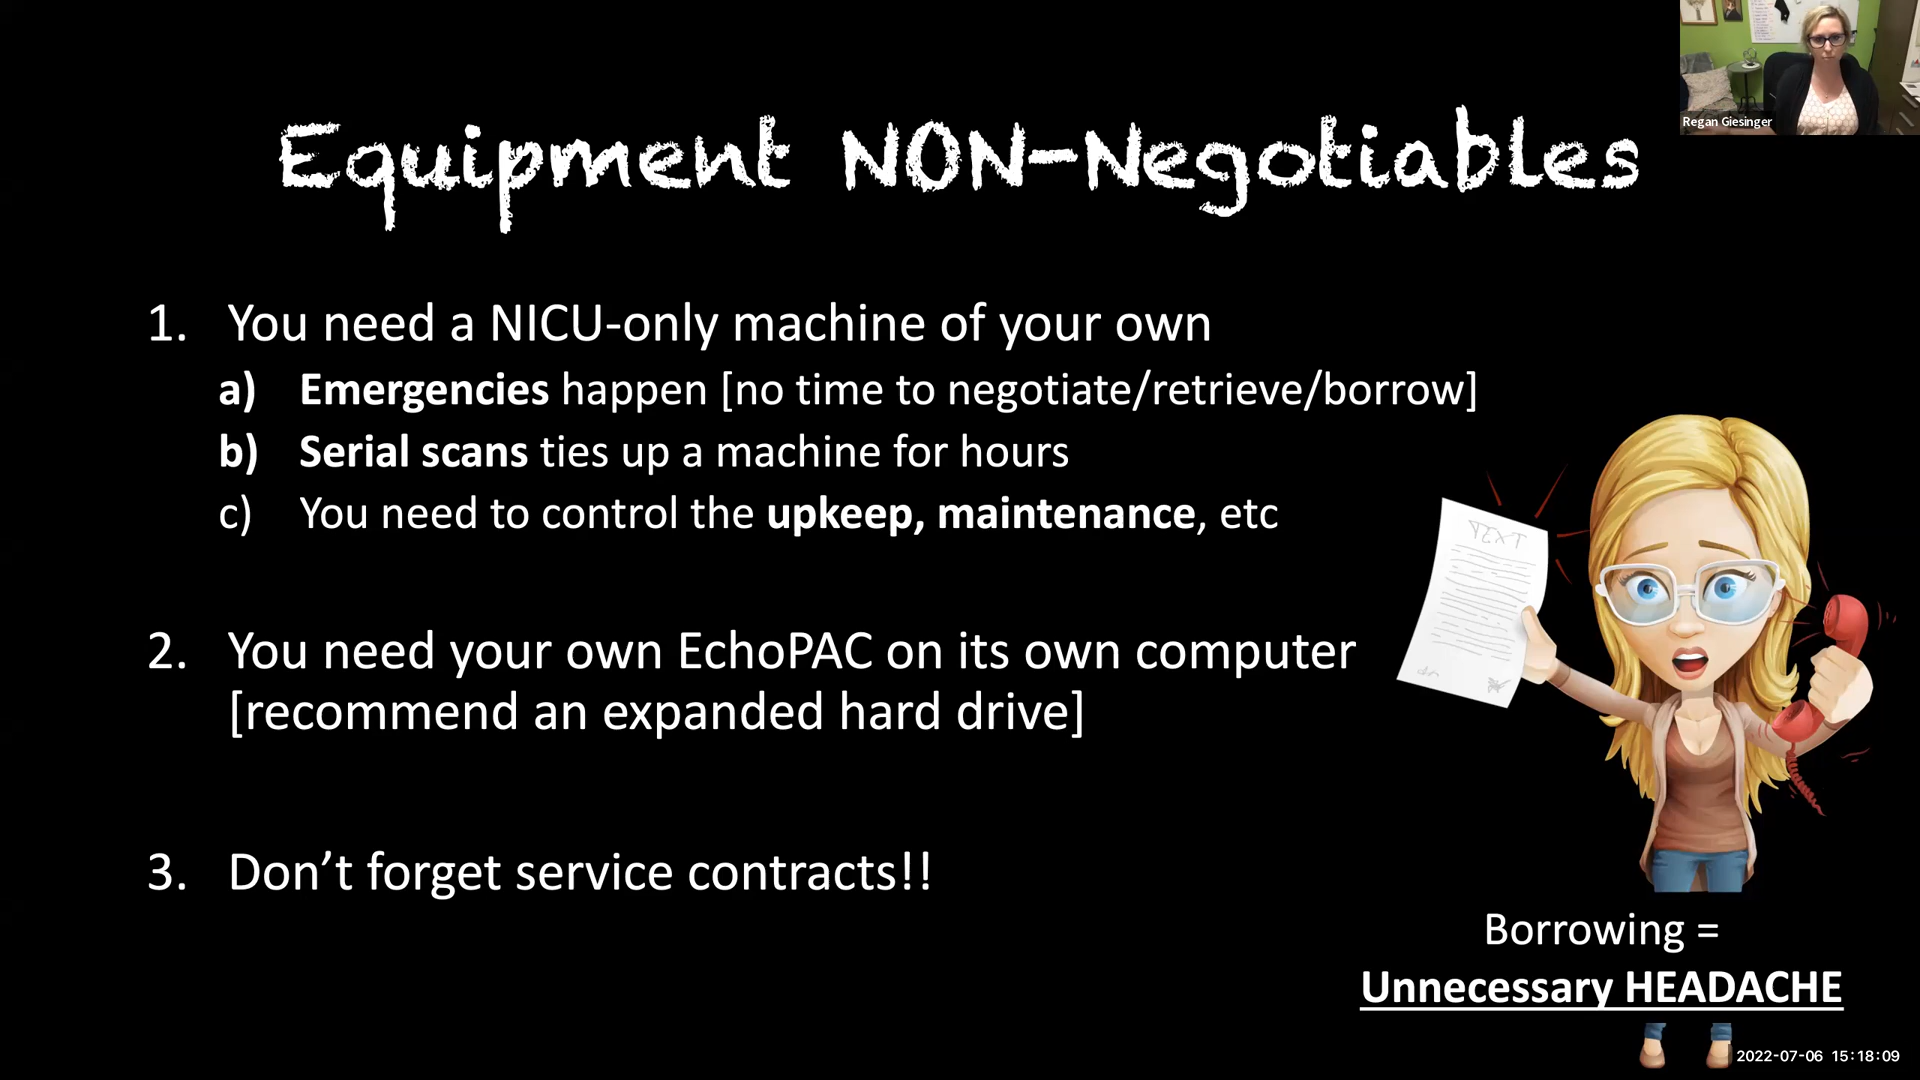 Regan Giesinger
Equipment NON-Negotiables
1. You need a NICU-only machine of your own
a) Emergencies happen [no time to negotiate/retrieve/borrow]
b) Serial scans ties up a machine for hours
c) You need to control the upkeep, maintenance, etc
TEXT
2. You need your own EchoPAC on its own computer
[recommend an expanded hard drive]
3. Don’t forget service contracts!!
Borrowing =
Unnecessary HEADACHE
2022-07-06 15:18:09